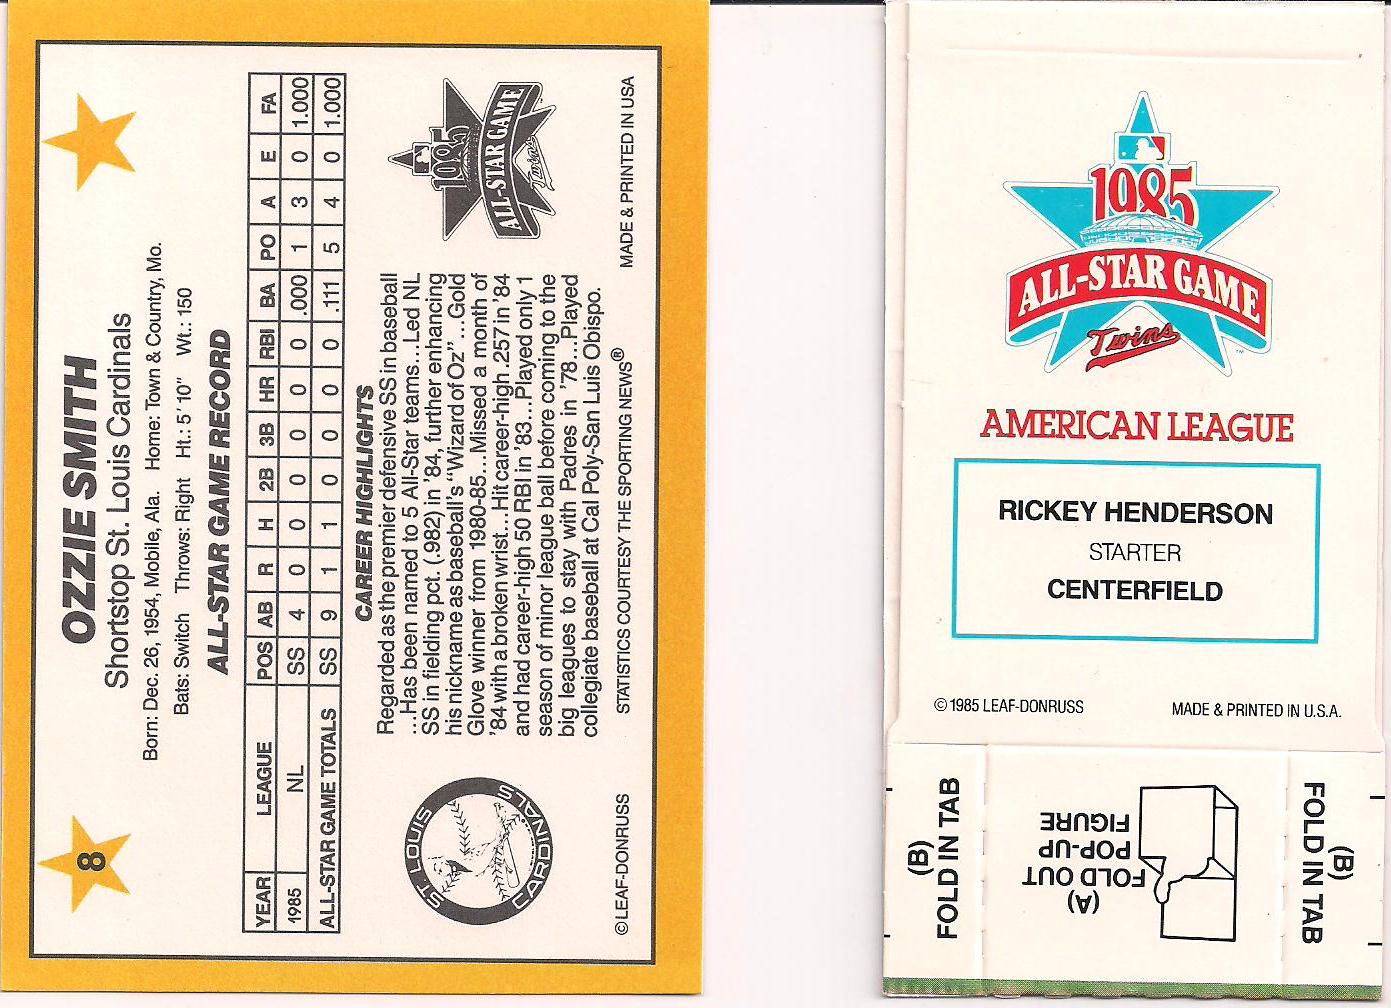 8
OZZIE SMITH
Shortstop St. Louis Cardinals
Born: Dec. 26, 1954, Mobile, Ala. Home: Town & Country, Mo.
Bats: Switch Throws: Right Ht.: 5' 10" Wt.: 150
ALL-STAR GAME RECORD
YEAR LEAGUE POS AB R H 2B 3B HR RBI BA PO A E FA
1985 NL SS 4 0 0 0 0 0 0 .000 1 3 0 1.000
ALL-STAR GAME TOTALS SS 9 1 1 0 0 0 0 .111 5 4 0 1.000
CAREER HIGHLIGHTS
Regarded as the premier defensive SS in baseball
...Has been named to 5 All-Star teams...Led NL
SS in fielding pct. (.982) in '84, further enhancing
his nickname as baseball's "Wizard of Oz"...Gold
Glove winner from 1980-85...Missed a month of
'84 with a broken wrist...Hit career-high .257 in '84
and had career-high 50 RBI in '83...Played only 1
season of minor league ball before coming to the
big leagues to stay with Padres in '78...Played
collegiate baseball at Cal Poly-San Luis Obispo.
ST. LOUIS
CARDINALS
1985
ALL-STAR GAME
Twins
©LEAF-DONRUSS STATISTICS COURTESY THE SPORTING NEWS® MADE & PRINTED IN USA
1985
ALL-STAR GAME
Twins
™
AMERICAN LEAGUE
RICKEY HENDERSON
STARTER
CENTERFIELD
©1985 LEAF-DONRUSS MADE & PRINTED IN U.S.A.
(B)
FOLD IN TAB
(A)
FOLD OUT
POP-UP
FIGURE
(B)
FOLD IN TAB